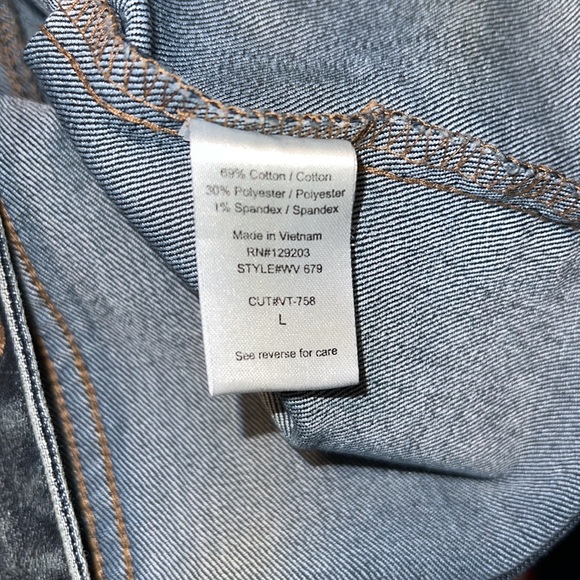 69% Cotton / Cotton
30% Polyester / Polyester
1% Spandex / Spandex
Made in Vietnam
RN#129203
STYLE#WV 679
CUT#VT-758
L
See reverse for care